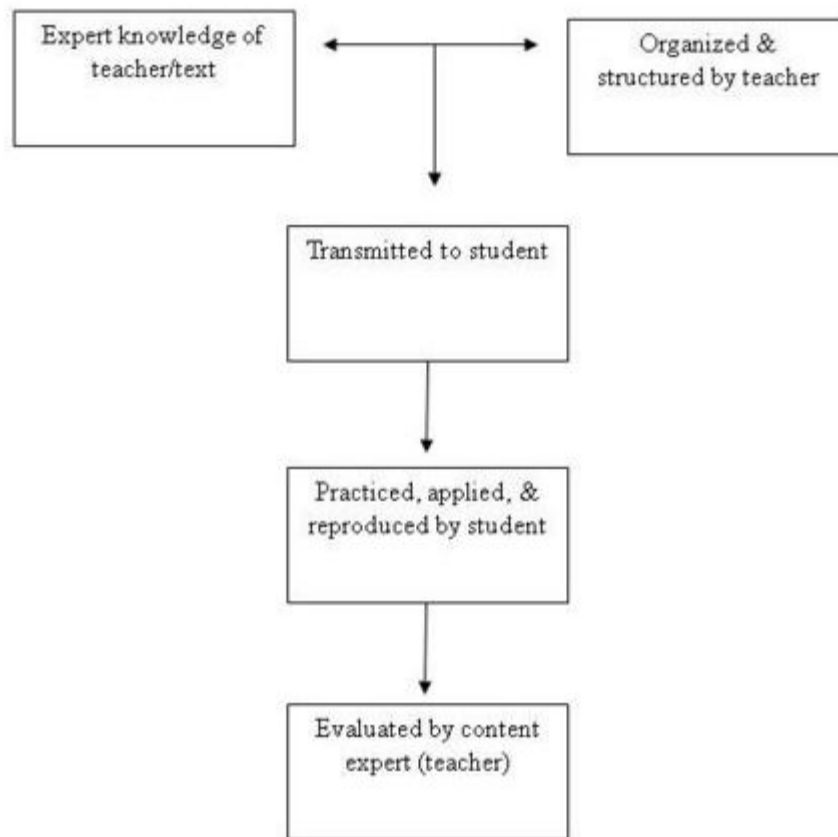 Expert knowledge of
teacher/text
Organized &
structured by teacher
Transmitted to student
Practiced, applied, &
reproduced by student
Evaluated by content
expert (teacher)